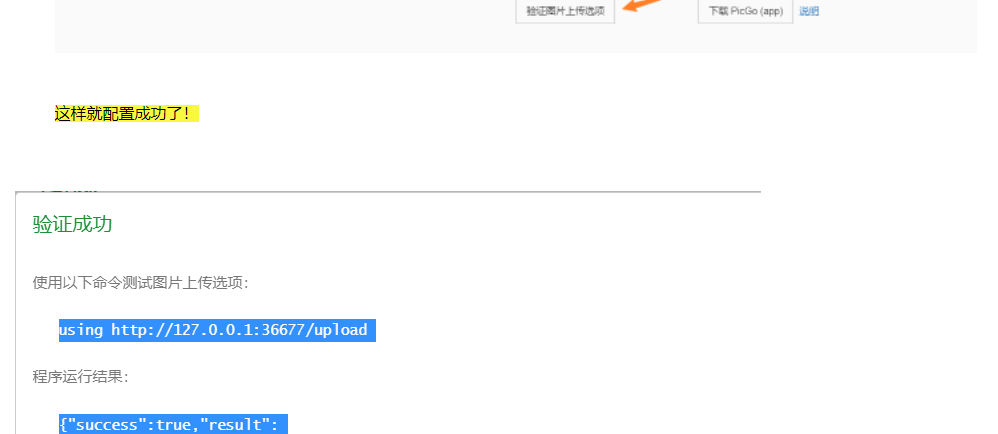 验证图片上传选项 下载 PicGo (app) 说明
这样就配置成功了！
验证成功
使用以下命令测试图片上传选项：
using http://127.0.0.1:36677/upload
程序运行结果：
{"success":true,"result":